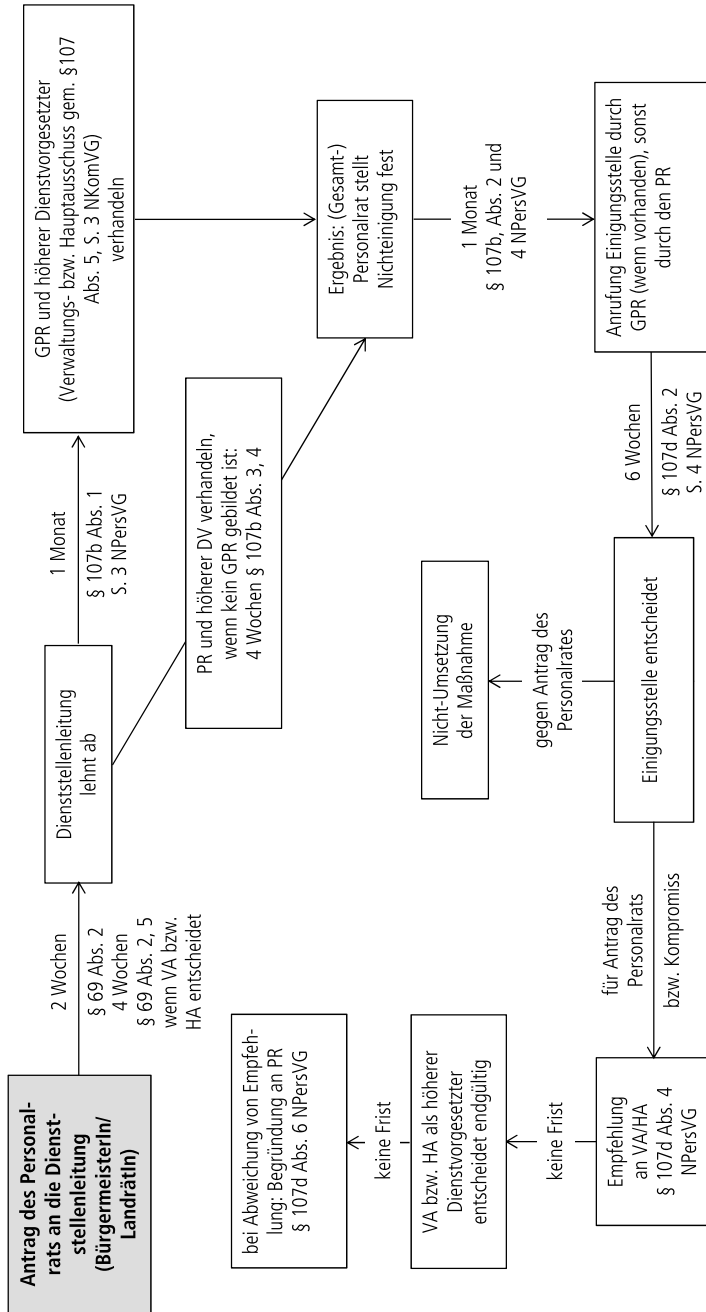 Antrag des Personal-
rats an die Dienst-
stellenleitung
(BürgermeisterIn/
LandrätIn)
2 Wochen
§ 69 Abs. 2
4 Wochen
§ 69 Abs. 2, 5
wenn VA bzw.
HA entscheidet
Dienststellenleitung
lehnt ab
1 Monat
§ 107b Abs. 1
S. 3 NPersVG
GPR und höherer Dienstvorgesetzter
(Verwaltungs- bzw. Hauptausschuss gem. §107
Abs. 5, S. 3 NKomVG)
verhandeln
PR und höherer DV verhandeln,
wenn kein GPR gebildet ist:
4 Wochen § 107b Abs. 3, 4
Ergebnis: (Gesamt-)
Personalrat stellt
Nichteinigung fest
1 Monat
§ 107b, Abs. 2 und
4 NPersVG
Anrufung Einigungsstelle durch
GPR (wenn vorhanden), sonst
durch den PR
6 Wochen
§ 107d Abs. 2
S. 4 NPersVG
Einigungsstelle entscheidet
gegen Antrag des
Personalrates
Nicht-Umsetzung
der Maßnahme
für Antrag des
Personalrats
bzw. Kompromiss
Empfehlung
an VA/HA
§ 107d Abs. 4
NPersVG
keine Frist
VA bzw. HA als höherer
Dienstvorgesetzter
entscheidet endgültig
keine Frist
bei Abweichung von Empfeh-
lung: Begründung an PR
§ 107d Abs. 6 NPersVG